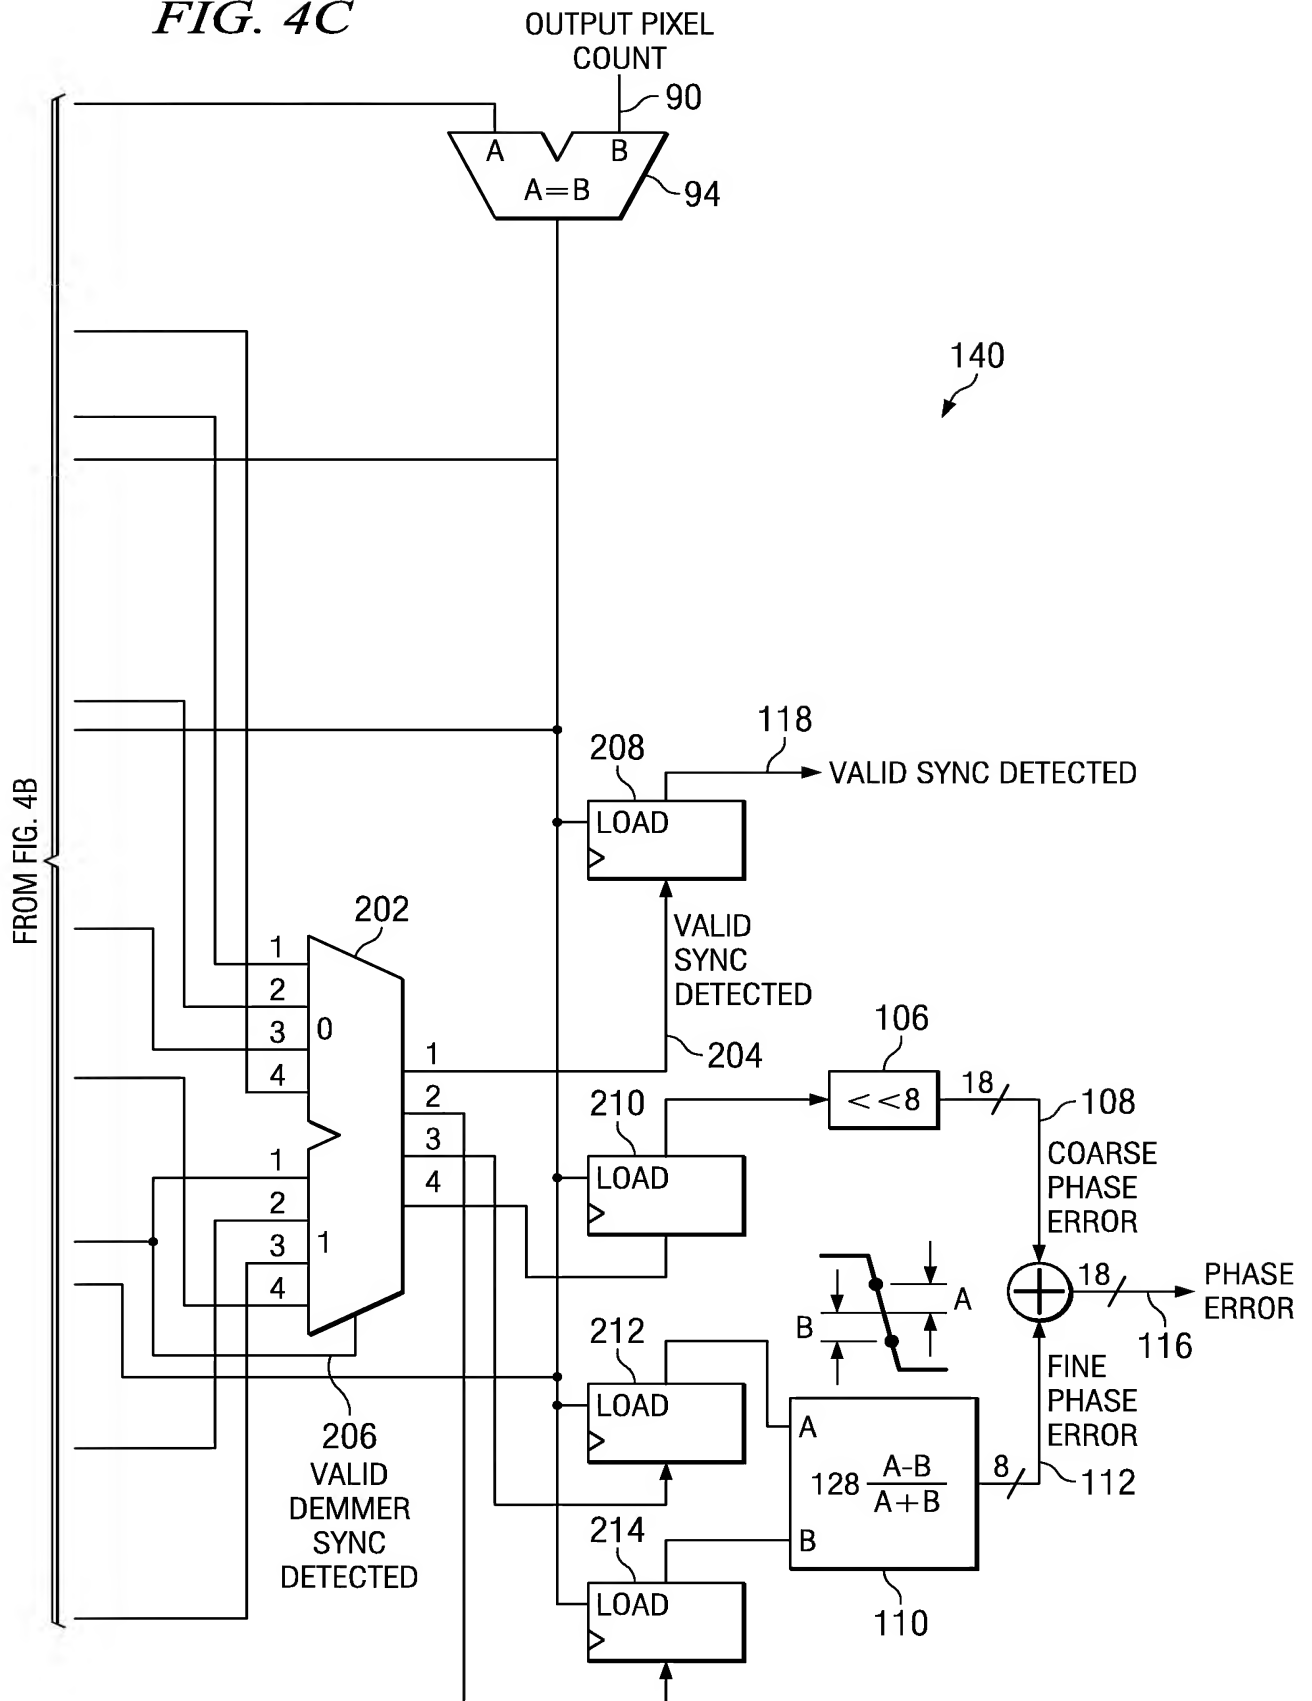 FIG. 4C
OUTPUT PIXEL
COUNT
90
A
B
A=B
94
140
FROM FIG. 4B
118
208
VALID SYNC DETECTED
LOAD
VALID
SYNC
DETECTED
204
202
1
2
3
4
0
1
2
3
4
1
1
2
3
4
106
<<8
18
108
COARSE
PHASE
ERROR
210
LOAD
A
B
18
PHASE
ERROR
116
FINE
PHASE
ERROR
212
LOAD
206
VALID
DEMMER
SYNC
DETECTED
A
128 A-B
A+B
B
8
112
110
214
LOAD